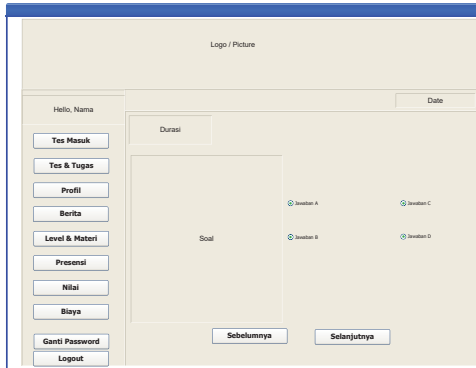 Logo / Picture
Date
Hello, Nama
Durasi
Tes Masuk
Tes & Tugas
Profil
Berita
Level & Materi
Presensi
Nilai
Biaya
Ganti Password
Logout
Soal
Jawaban A
Jawaban C
Jawaban B
Jawaban D
Sebelumnya
Selanjutnya